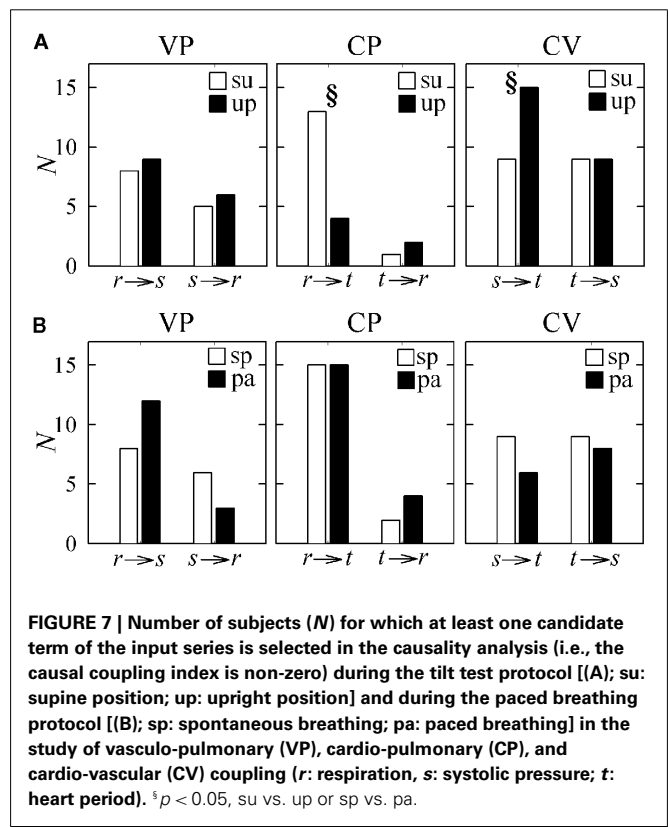 A
VP
CP
CV
su
up
su
up
su
up
§
§
N
15
10
5
0
r→s
s→r
r→t
t→r
s→t
t→s
B
VP
CP
CV
sp
pa
sp
pa
sp
pa
N
15
10
5
0
r→s
s→r
r→t
t→r
s→t
t→s
FIGURE 7 | Number of subjects (N) for which at least one candidate
term of the input series is selected in the causality analysis (i.e., the
causal coupling index is non-zero) during the tilt test protocol [(A); su:
supine position; up: upright position] and during the paced breathing
protocol [(B); sp: spontaneous breathing; pa: paced breathing] in the
study of vasculo-pulmonary (VP), cardio-pulmonary (CP), and
cardio-vascular (CV) coupling (r: respiration, s: systolic pressure; t:
heart period). §p < 0.05, su vs. up or sp vs. pa.